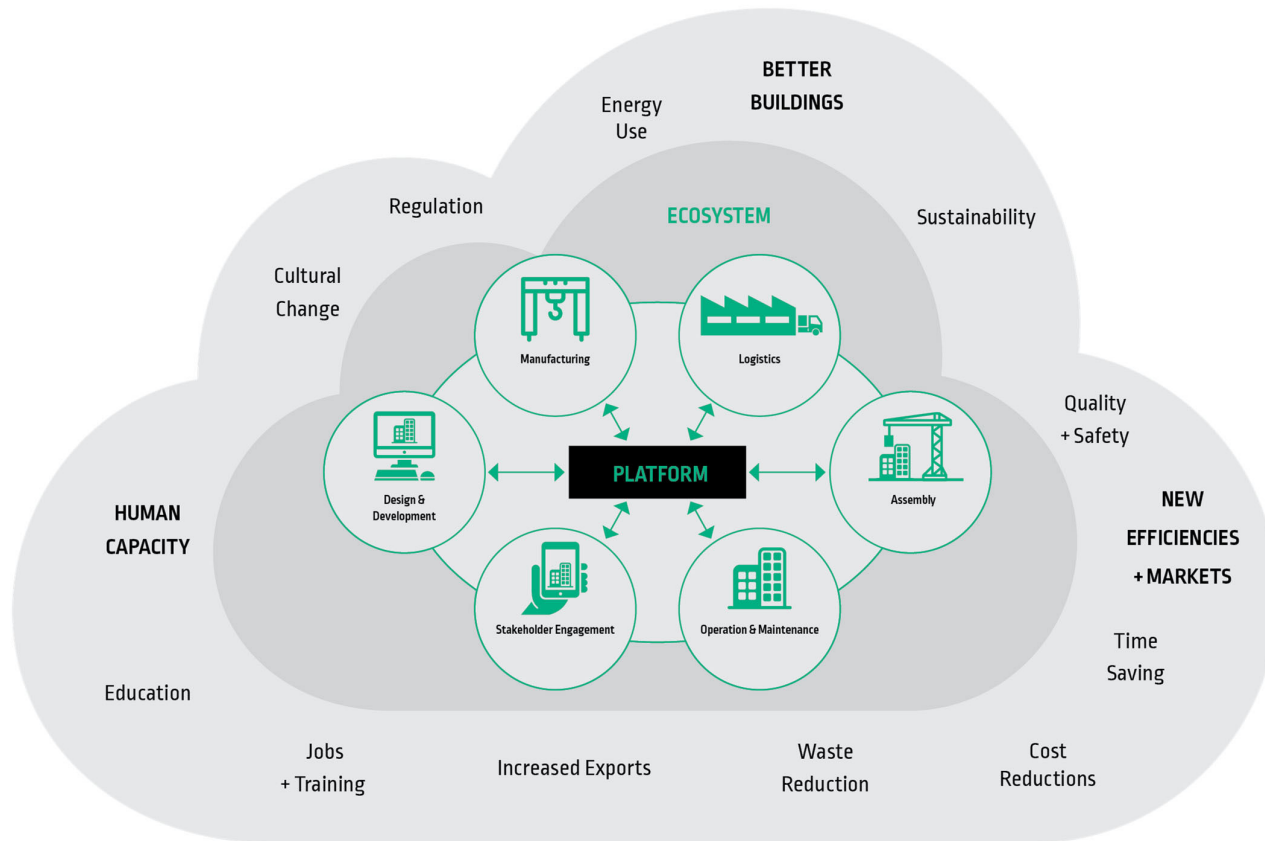 BETTER
BUILDINGS
Energy
Use
Regulation
ECOSYSTEM
Sustainability
Cultural
Change
Manufacturing
Logistics
Quality
+ Safety
PLATFORM
Design &
Development
Assembly
HUMAN
CAPACITY
NEW
EFFICIENCIES
+ MARKETS
Stakeholder Engagement
Operation & Maintenance
Time
Saving
Education
Jobs
+ Training
Increased Exports
Waste
Reduction
Cost
Reductions